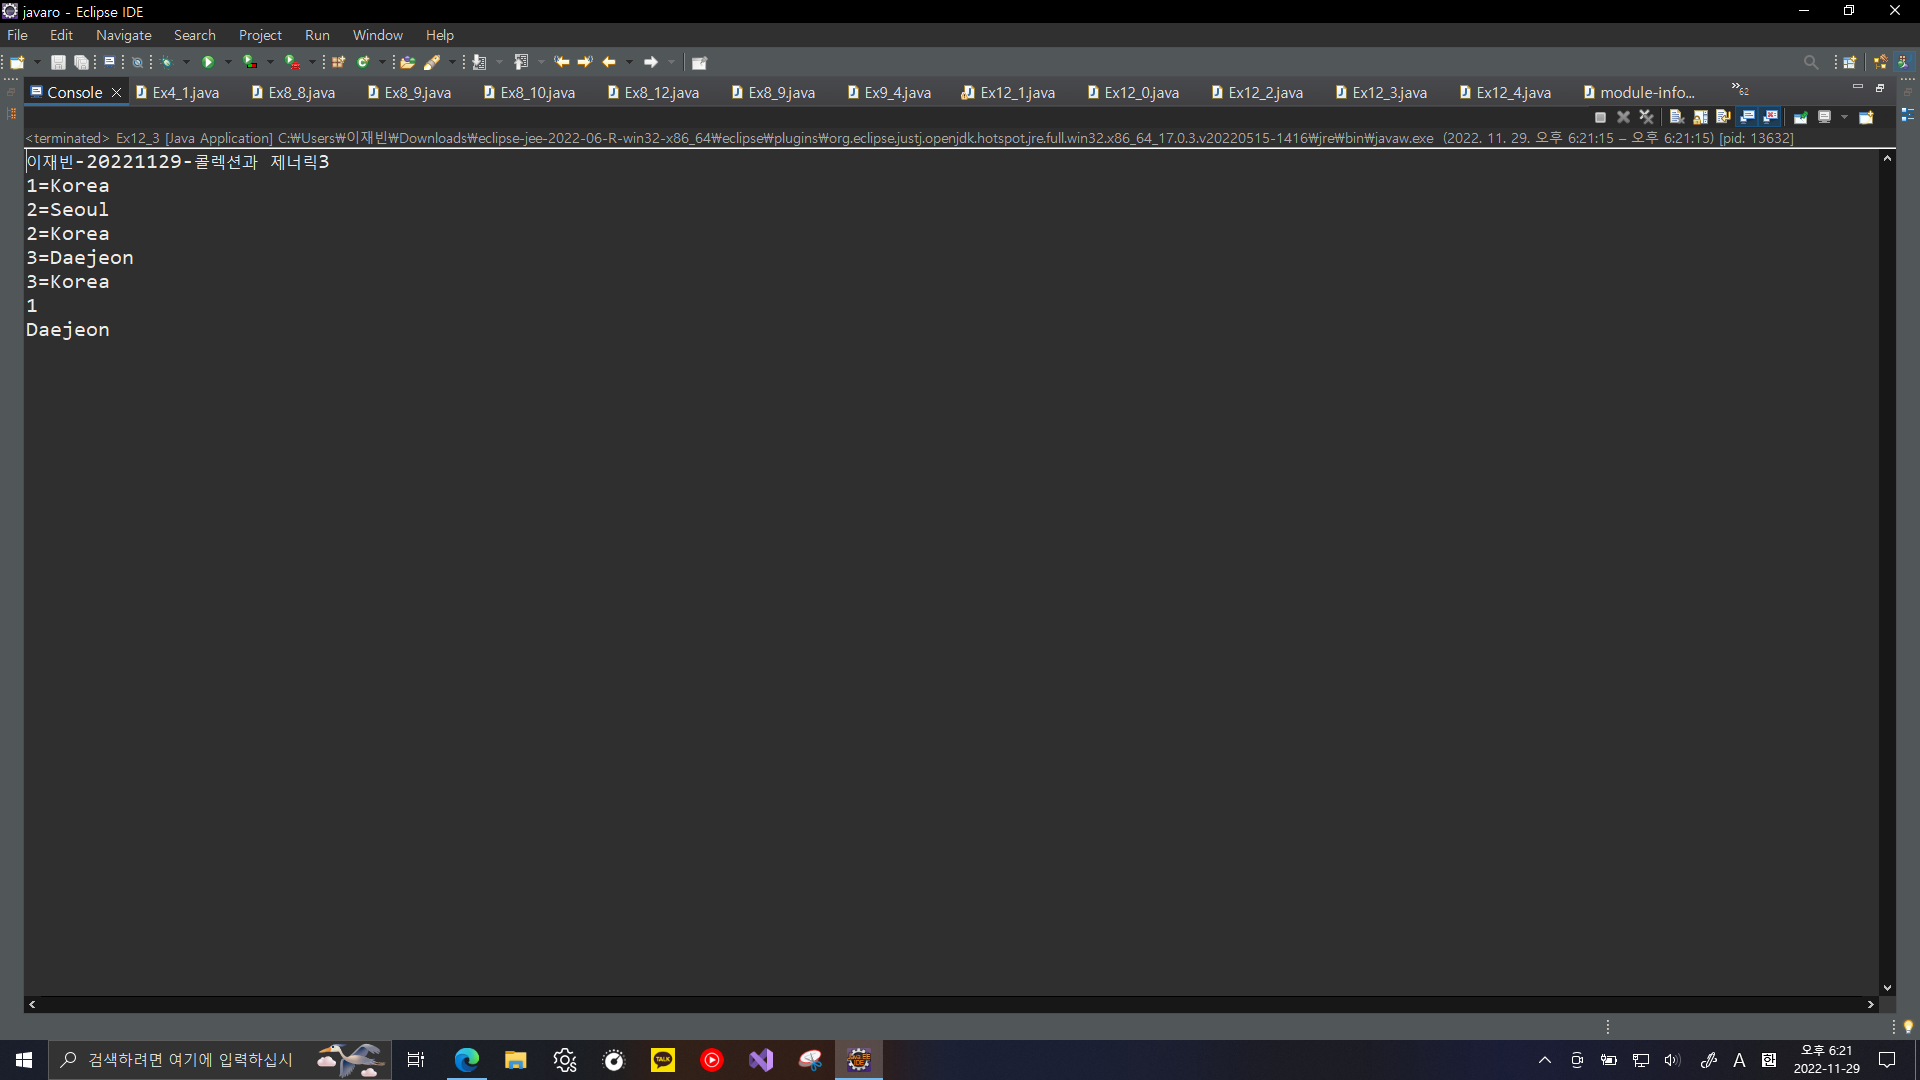 javaro - Eclipse IDE
File Edit Navigate Search Project Run Window Help
Console Ex4_1.java Ex8_8.java Ex8_9.java Ex8_10.java Ex8_12.java Ex8_9.java Ex9_4.java Ex12_1.java Ex12_0.java Ex12_2.java Ex12_3.java Ex12_4.java module-info... »62
<terminated> Ex12_3 [Java Application] C:₩Users₩이재빈₩Downloads₩eclipse-jee-2022-06-R-win32-x86_64₩eclipse₩plugins₩org.eclipse.justj.openjdk.hotspot.jre.full.win32.x86_64_17.0.3.v20220515-1416₩jre₩bin₩javaw.exe (2022. 11. 29. 오후 6:21:15 – 오후 6:21:15) [pid: 13632]
이재빈-20221129-콜렉션과 제너릭3
1=Korea
2=Seoul
2=Korea
3=Daejeon
3=Korea
1
Daejeon
검색하려면 여기에 입력하십시
TALK
A
오후 6:21
2022-11-29